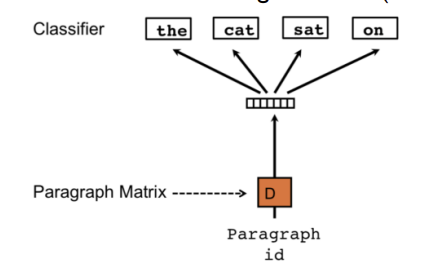 Classifier the cat sat on
Paragraph Matrix D
Paragraph
id